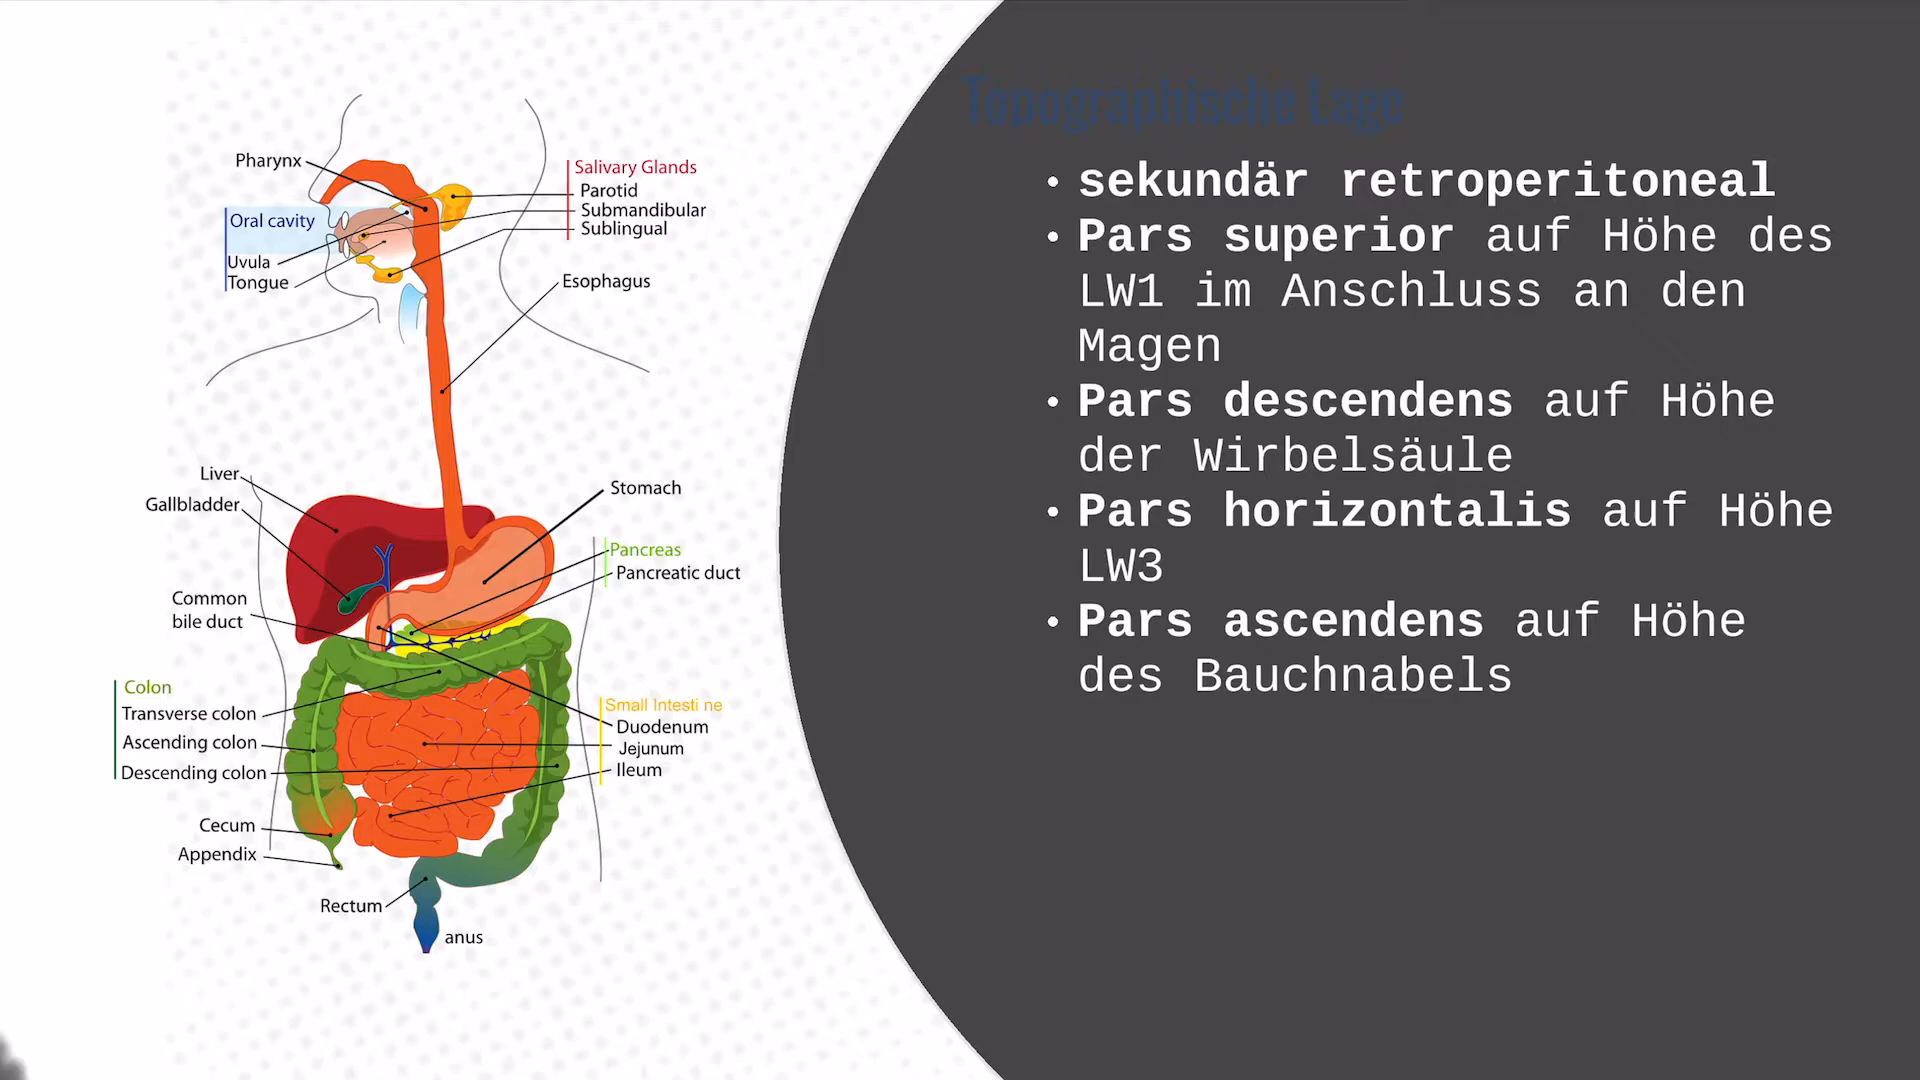 Pharynx
Oral cavity
Uvula
Tongue
Salivary Glands
Parotid
Submandibular
Sublingual
Esophagus
Liver
Gallbladder
Common
bile duct
Stomach
Pancreas
Pancreatic duct
Colon
Transverse colon
Ascending colon
Descending colon
Small Intesti ne
Duodenum
Jejunum
Ileum
Cecum
Appendix
Rectum
anus
Topographische Lage
• sekundär retroperitoneal
• Pars superior auf Höhe des
LW1 im Anschluss an den
Magen
• Pars descendens auf Höhe
der Wirbelsäule
• Pars horizontalis auf Höhe
LW3
• Pars ascendens auf Höhe
des Bauchnabels